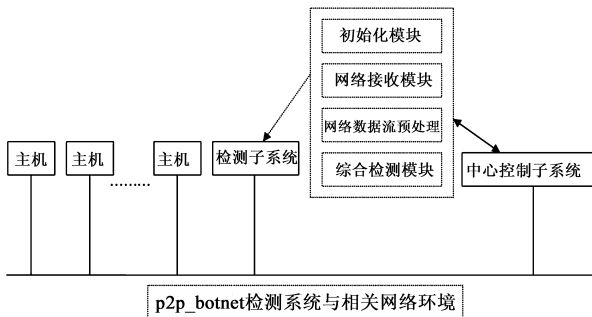 初始化模块
网络接收模块
网络数据流预处理
综合检测模块
主机
主机
………
主机
检测子系统
中心控制子系统
p2p_botnet检测系统与相关网络环境